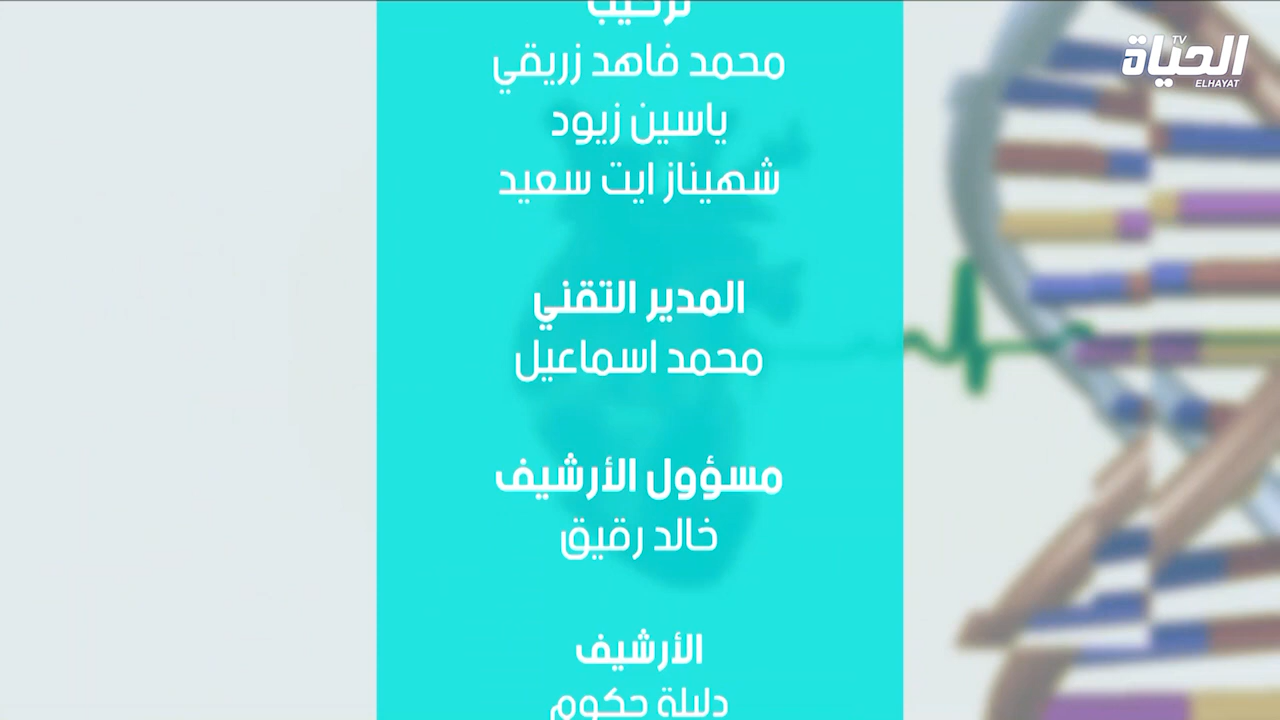 تركيب
محمد فاهد زريقي
ياسين زيود
شهيناز ايت سعيد
المدير التقني
محمد اسماعيل
مسؤول الأرشيف
خالد رقيق
الأرشيف
دليلة حكوم
الحياة TV
ELHAYAT